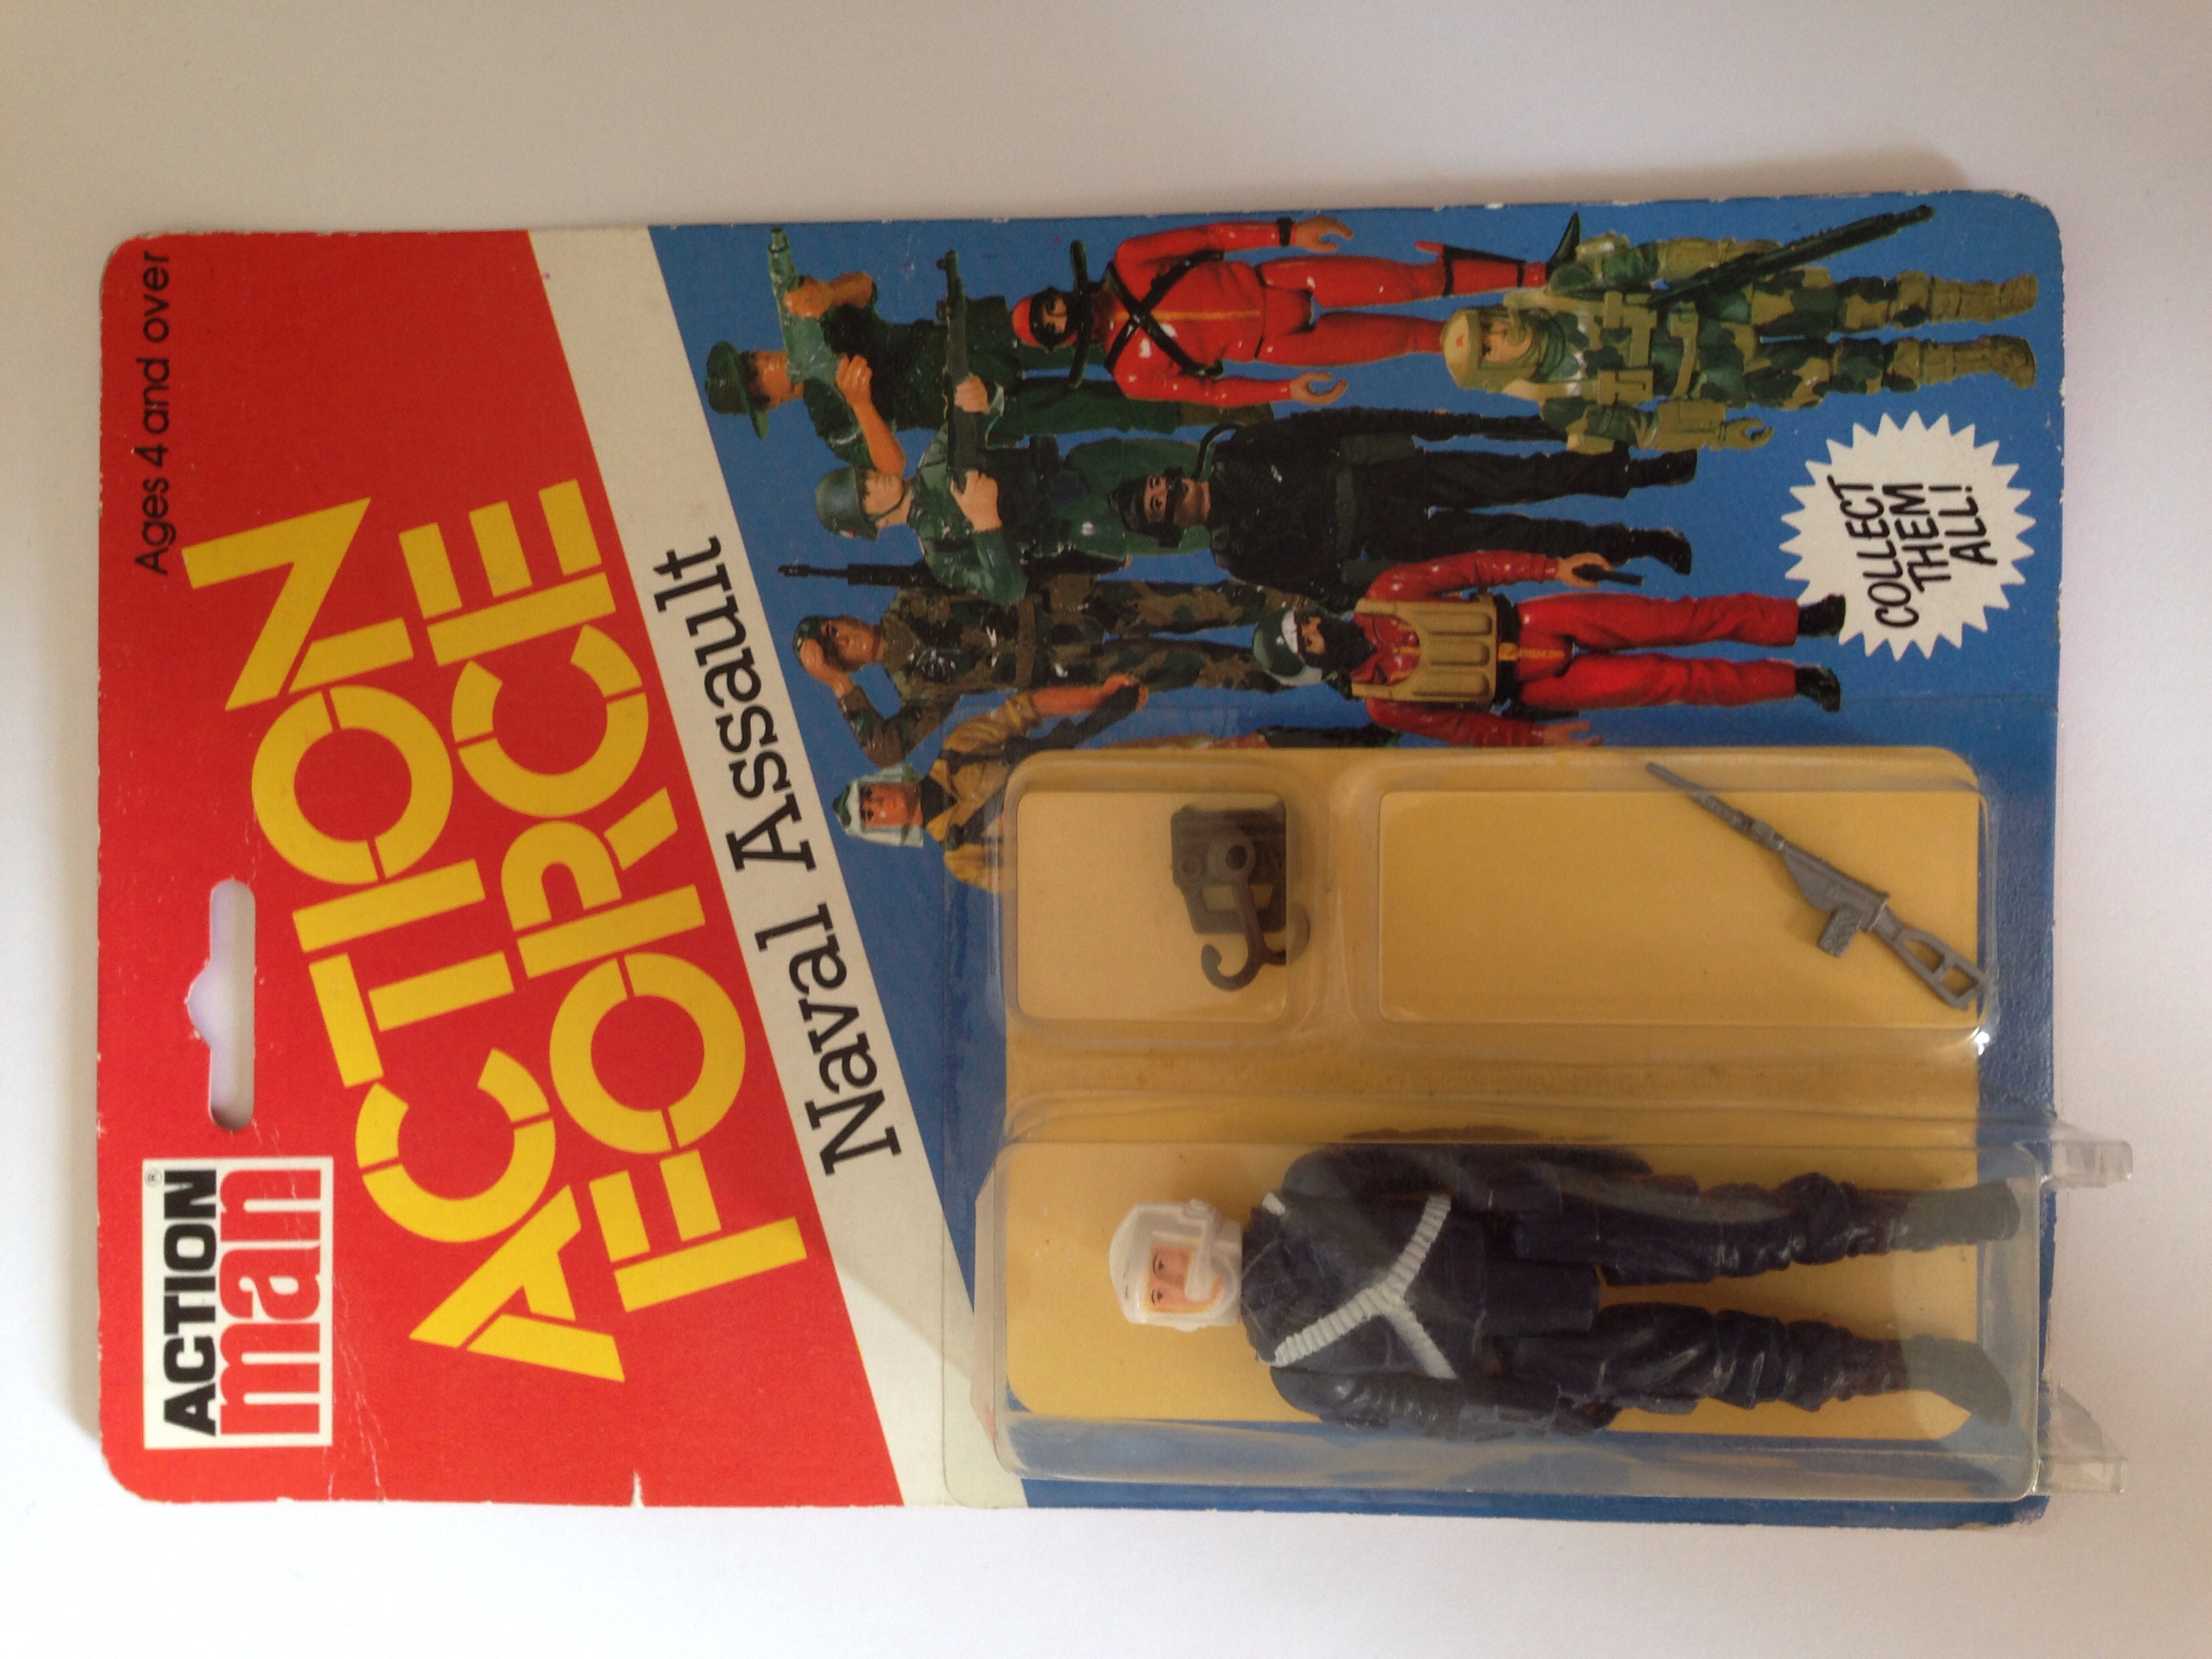 Ages 4 and over
ACTION®
man
ACTION
FORCE
Naval Assault
COLLECT
THEM
ALL!